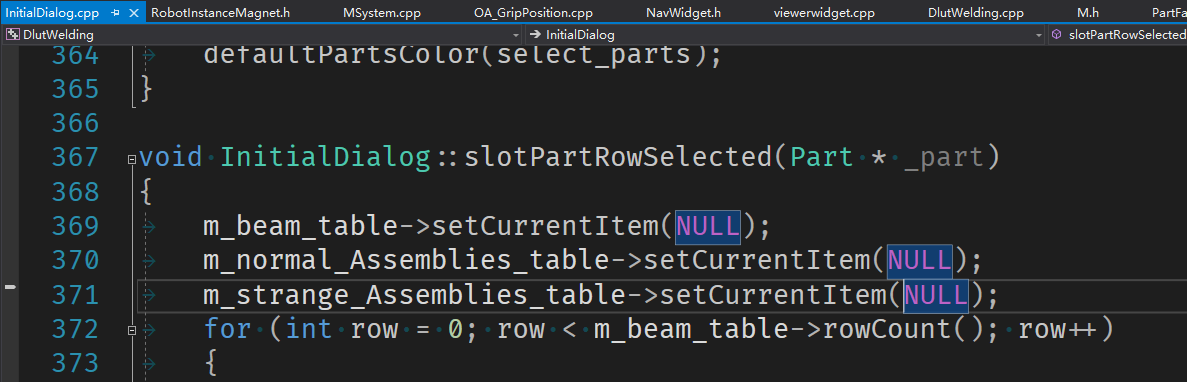 InitialDialog.cpp RobotInstanceMagnet.h MSystem.cpp OA_GripPosition.cpp NavWidget.h viewerwidget.cpp DlutWelding.cpp M.h PartFa
DlutWelding InitialDialog slotPartRowSelected
364 defaultPartsColor(select_parts);
365 }
366
367 void InitialDialog::slotPartRowSelected(Part * _part)
368 {
369 m_beam_table->setCurrentItem(NULL);
370 m_normal_Assemblies_table->setCurrentItem(NULL);
371 m_strange_Assemblies_table->setCurrentItem(NULL);
372 for (int row = 0; row < m_beam_table->rowCount(); row++)
373 {